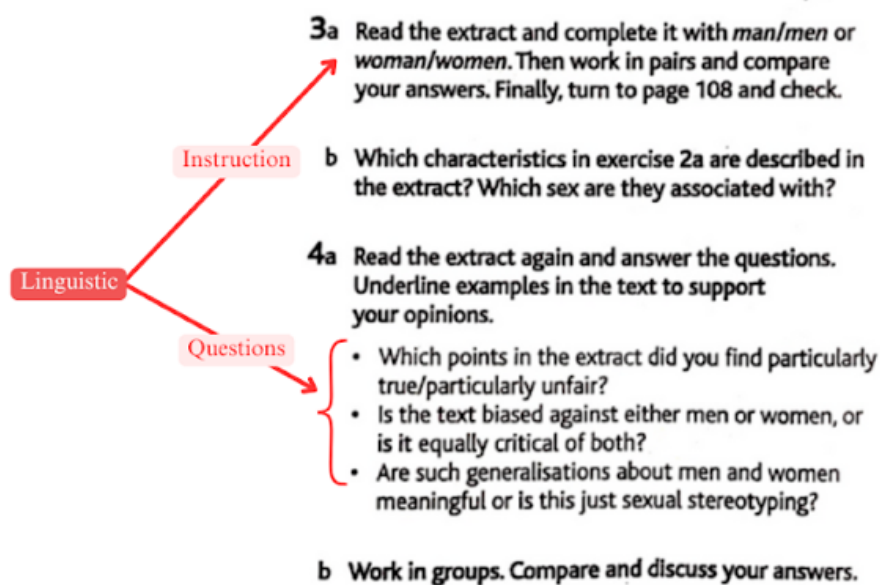 3a Read the extract and complete it with man/men or
woman/women. Then work in pairs and compare
your answers. Finally, turn to page 108 and check.
Instruction
b Which characteristics in exercise 2a are described in
the extract? Which sex are they associated with?
4a Read the extract again and answer the questions.
Linguistic
Underline examples in the text to support
your opinions.
Questions
• Which points in the extract did you find particularly
true/particularly unfair?
• Is the text biased against either men or women, or
is it equally critical of both?
• Are such generalisations about men and women
meaningful or is this just sexual stereotyping?
b Work in groups. Compare and discuss your answers.